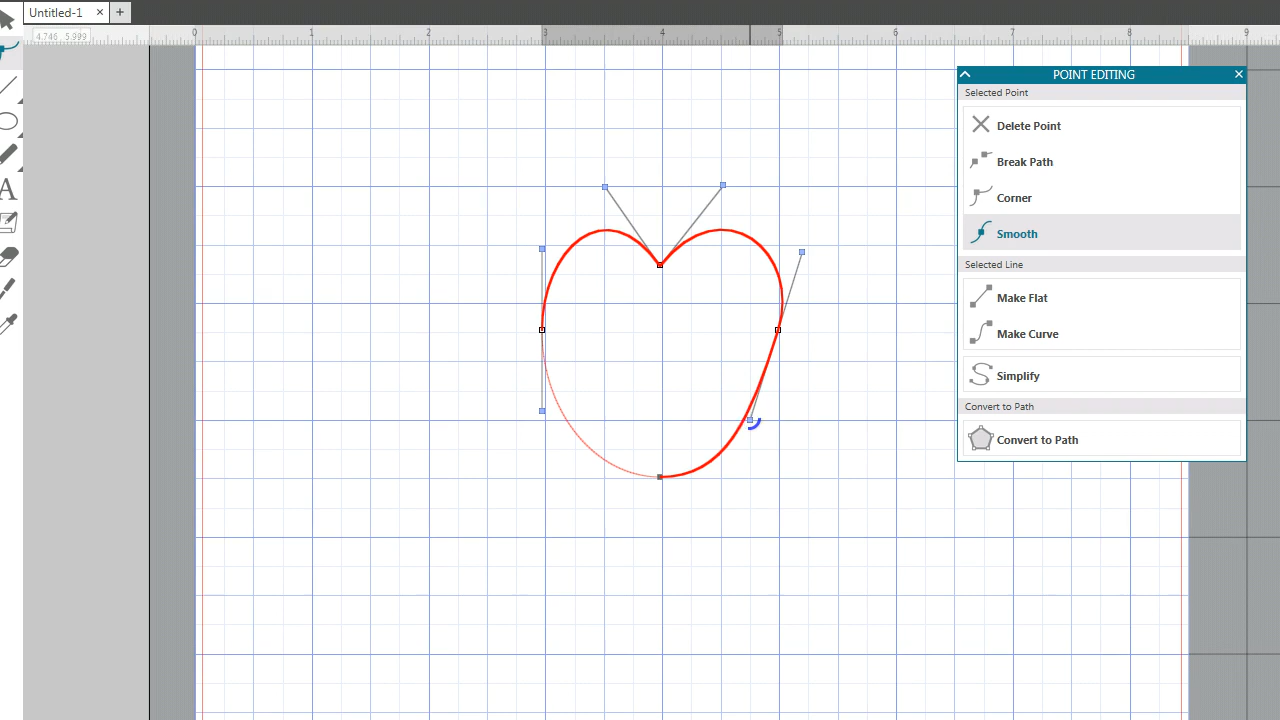 Untitled-1 × +
4.746 5.999
0 1 2 3 4 5 6 7 8 9
POINT EDITING
Selected Point
Delete Point
Break Path
Corner
Smooth
Selected Line
Make Flat
Make Curve
Simplify
Convert to Path
Convert to Path
A